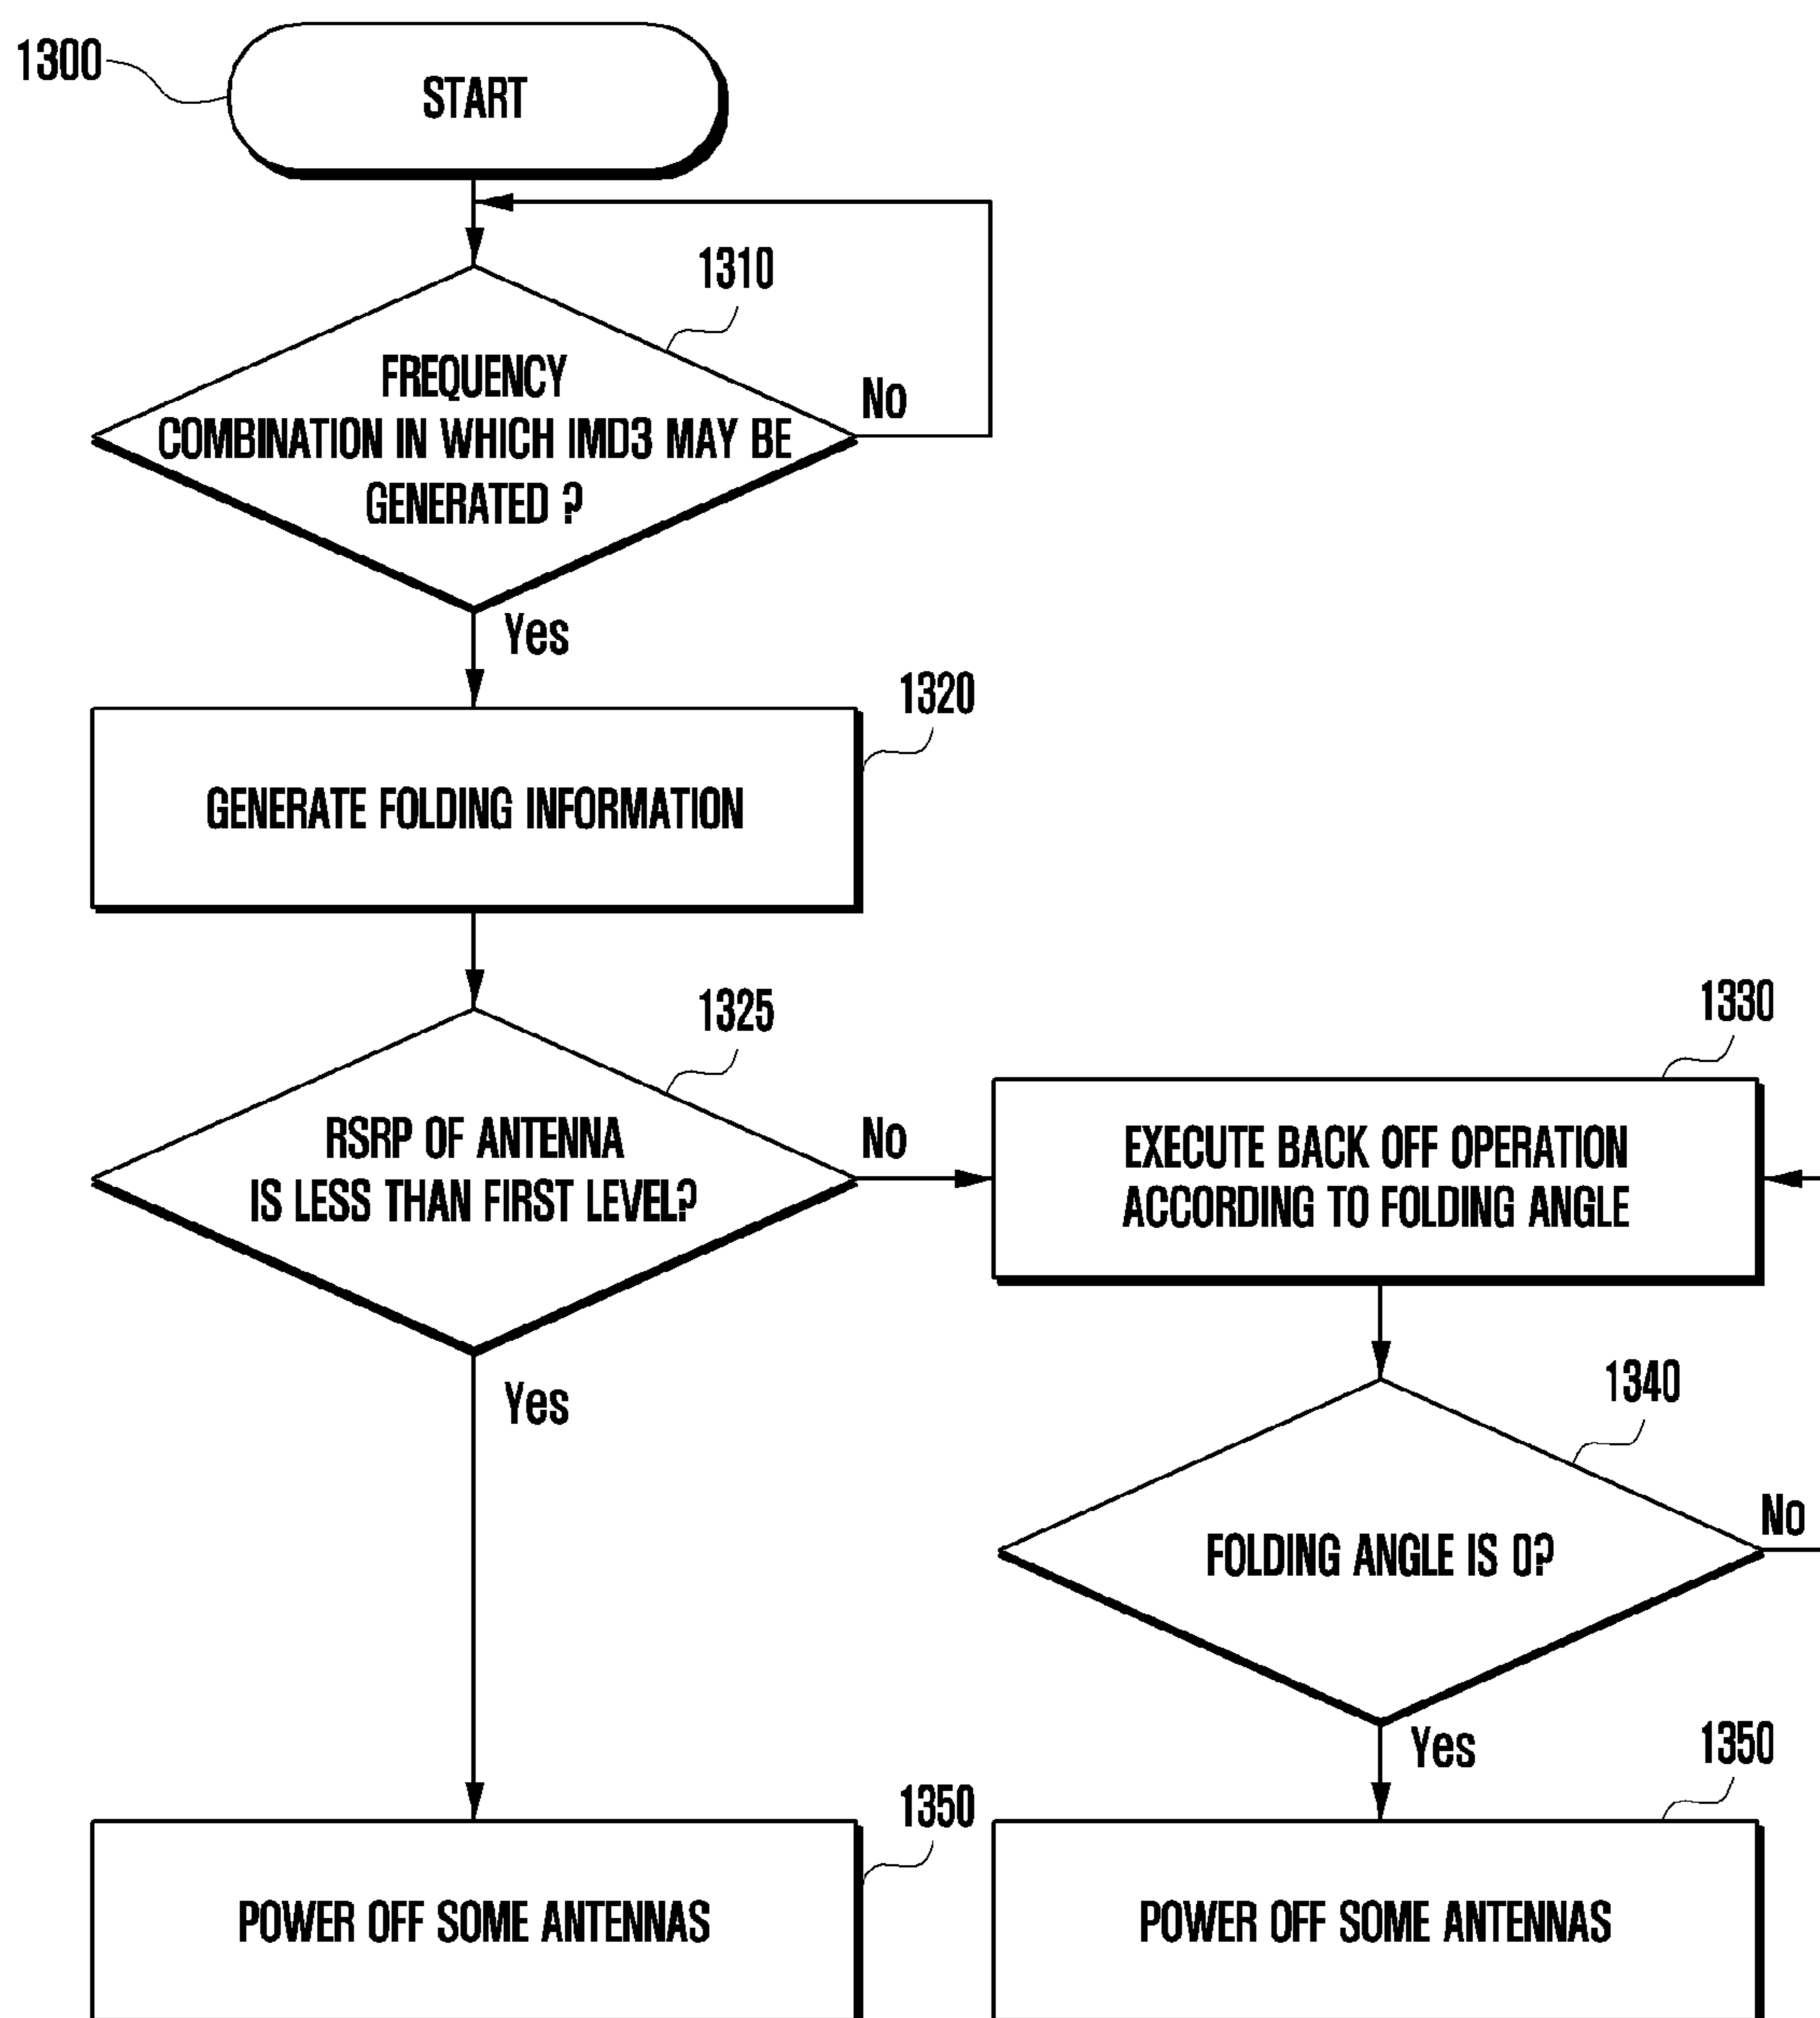 1300
START
1310
FREQUENCY
COMBINATION IN WHICH IMD3 MAY BE
GENERATED ?
No
Yes
1320
GENERATE FOLDING INFORMATION
1325
RSRP OF ANTENNA
IS LESS THAN FIRST LEVEL?
No
Yes
1330
EXECUTE BACK OFF OPERATION
ACCORDING TO FOLDING ANGLE
1340
FOLDING ANGLE IS 0?
No
Yes
1350
POWER OFF SOME ANTENNAS
1350
POWER OFF SOME ANTENNAS